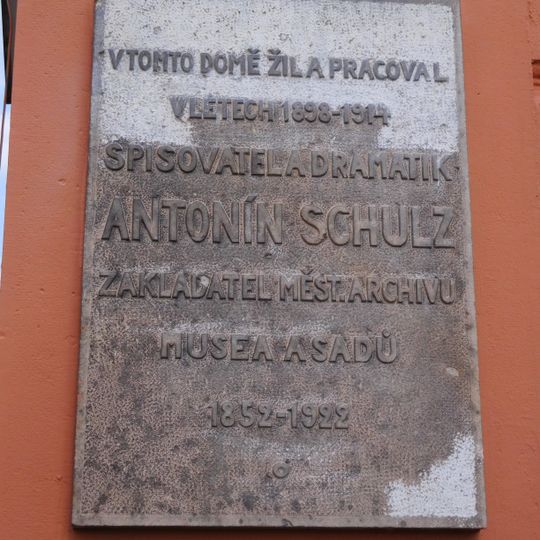 V TOMTO DOMĚ ŽIL A PRACOVAL
V LETECH 1898-1914
SPISOVATEL A DRAMATIK
ANTONÍN SCHULZ
ZAKLADATEL MĚST. ARCHIVU
MUSEA A SADŮ
1852-1922